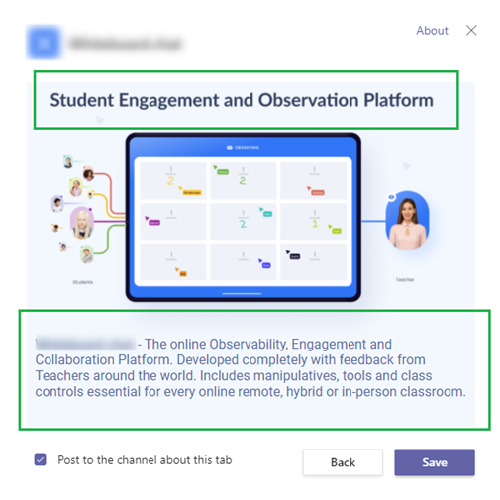 About
Student Engagement and Observation Platform
OBSERVING
Students
Teacher
- The online Observability, Engagement and
Collaboration Platform. Developed completely with feedback from
Teachers around the world. Includes manipulatives, tools and class
controls essential for every online remote, hybrid or in-person classroom.
Post to the channel about this tab
Back
Save